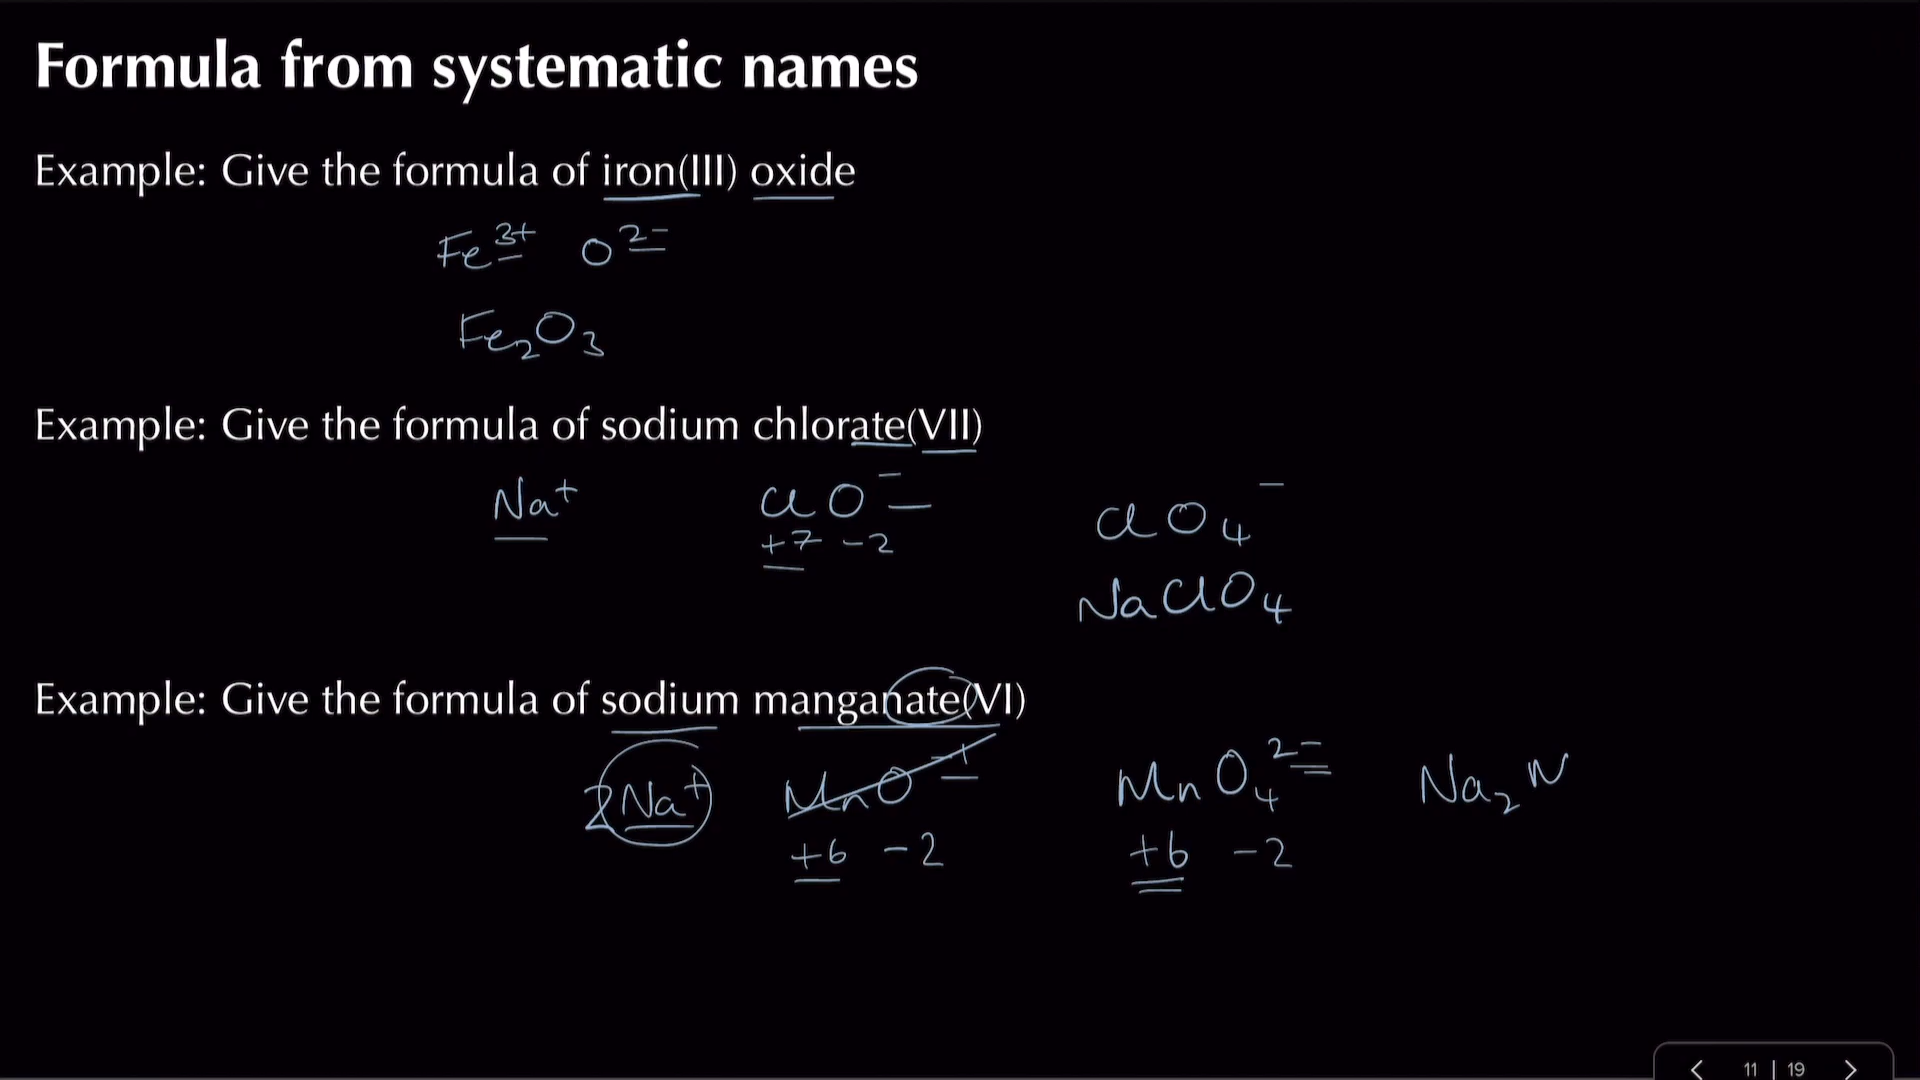 Formula from systematic names
Example: Give the formula of iron(III) oxide
Fe³⁺ O²⁻
Fe₂O₃
Example: Give the formula of sodium chlorate(VII)
Na⁺ ClO⁻ ClO₄⁻
+7 -2
NaClO₄
Example: Give the formula of sodium manganate(VI)
2Na⁺ MnO⁻ MnO₄²⁻ Na₂M
+6 -2 +6 -2
11 | 19